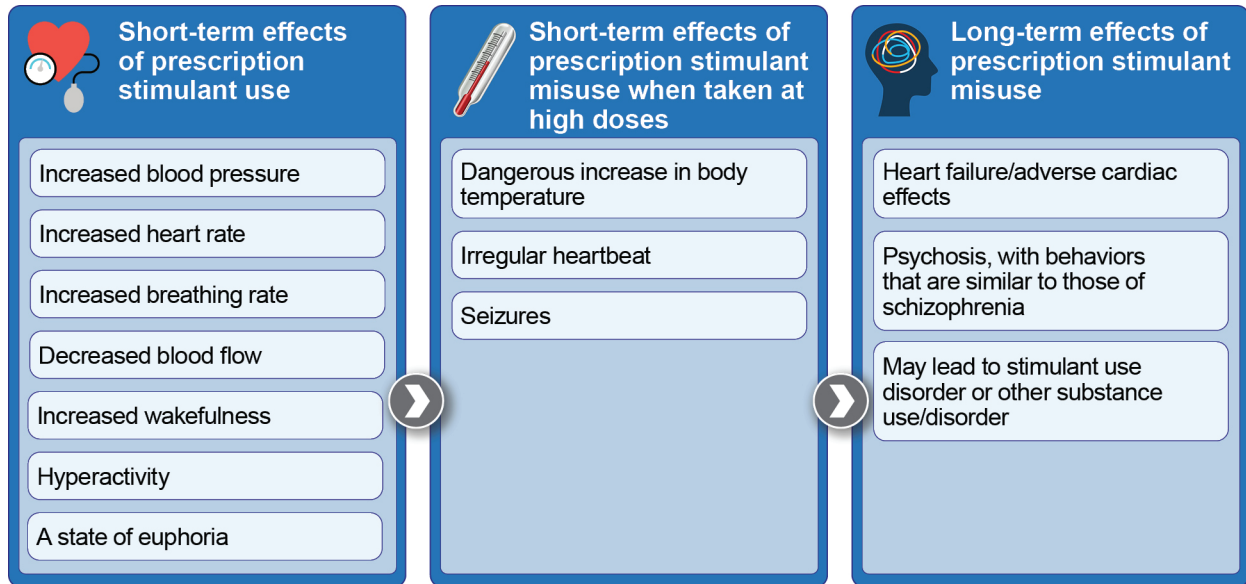 Short-term effects
of prescription
stimulant use
Increased blood pressure
Increased heart rate
Increased breathing rate
Decreased blood flow
Increased wakefulness
Hyperactivity
A state of euphoria
Short-term effects of
prescription stimulant
misuse when taken at
high doses
Dangerous increase in body
temperature
Irregular heartbeat
Seizures
Long-term effects of
prescription stimulant
misuse
Heart failure/adverse cardiac
effects
Psychosis, with behaviors
that are similar to those of
schizophrenia
May lead to stimulant use
disorder or other substance
use/disorder